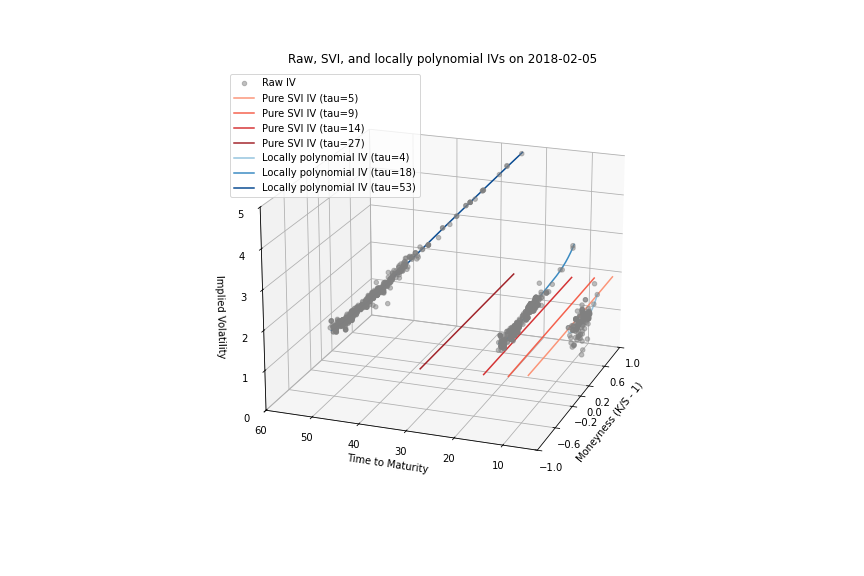 Raw, SVI, and locally polynomial IVs on 2018-02-05
Raw IV
Pure SVI IV (tau=5)
Pure SVI IV (tau=9)
Pure SVI IV (tau=14)
Pure SVI IV (tau=27)
Locally polynomial IV (tau=4)
Locally polynomial IV (tau=18)
Locally polynomial IV (tau=53)
5
4
3
2
1
0
Implied Volatility
60
50
40
30
20
10
Time to Maturity
1.0
0.6
0.2
0.0
−0.2
−0.6
−1.0
Moneyness (K/S - 1)